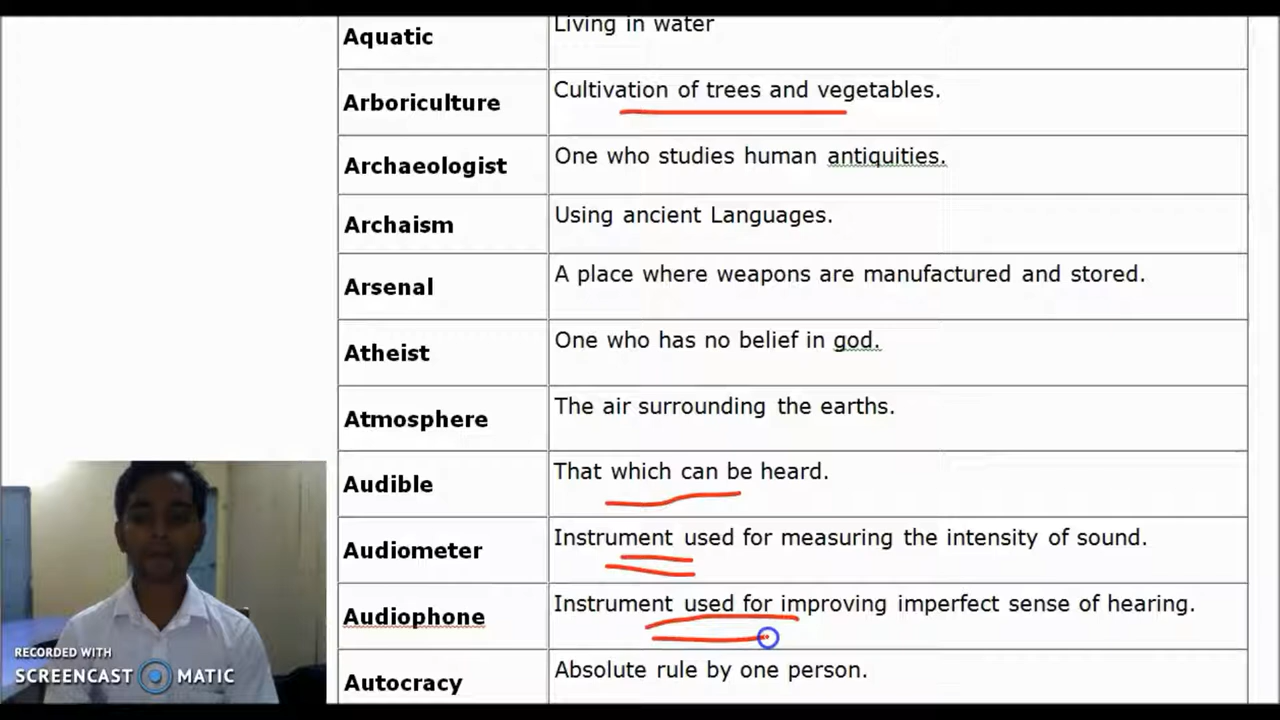 Aquatic Living in water
Arboriculture Cultivation of trees and vegetables.
Archaeologist One who studies human antiquities.
Archaism Using ancient Languages.
Arsenal A place where weapons are manufactured and stored.
Atheist One who has no belief in god.
Atmosphere The air surrounding the earths.
Audible That which can be heard.
Audiometer Instrument used for measuring the intensity of sound.
Audiophone Instrument used for improving imperfect sense of hearing.
Autocracy Absolute rule by one person.
RECORDED WITH
SCREENCAST MATIC